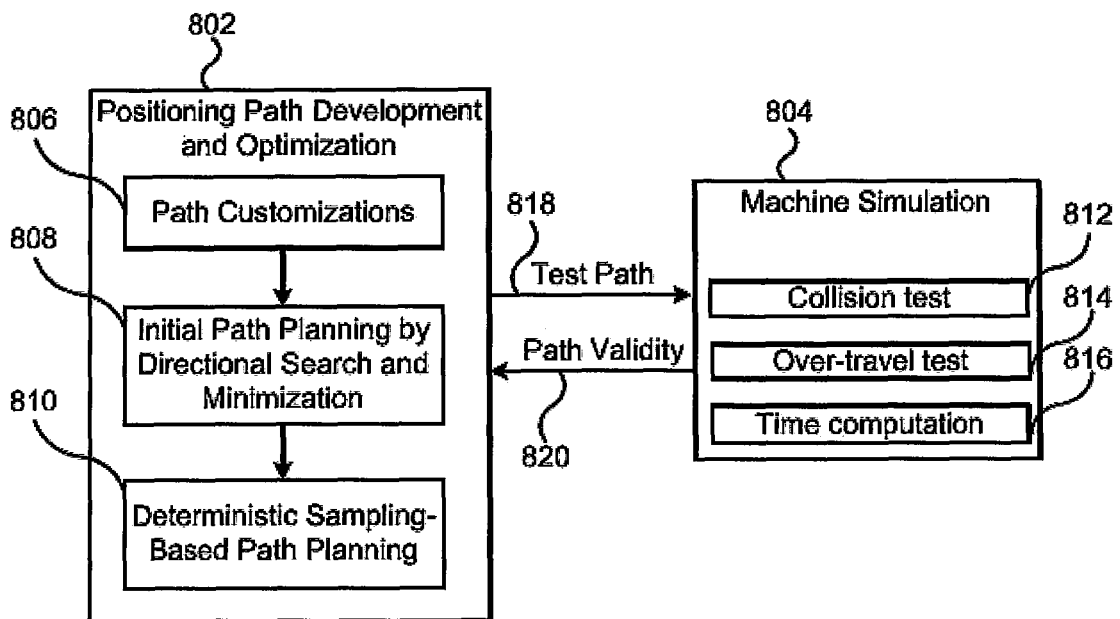 802
Positioning Path Development
and Optimization
806
Path Customizations
808
Initial Path Planning by
Directional Search and
Minimization
810
Deterministic Sampling-
Based Path Planning
818
Test Path
Path Validity
820
804
Machine Simulation
812
Collision test
814
Over-travel test
816
Time computation